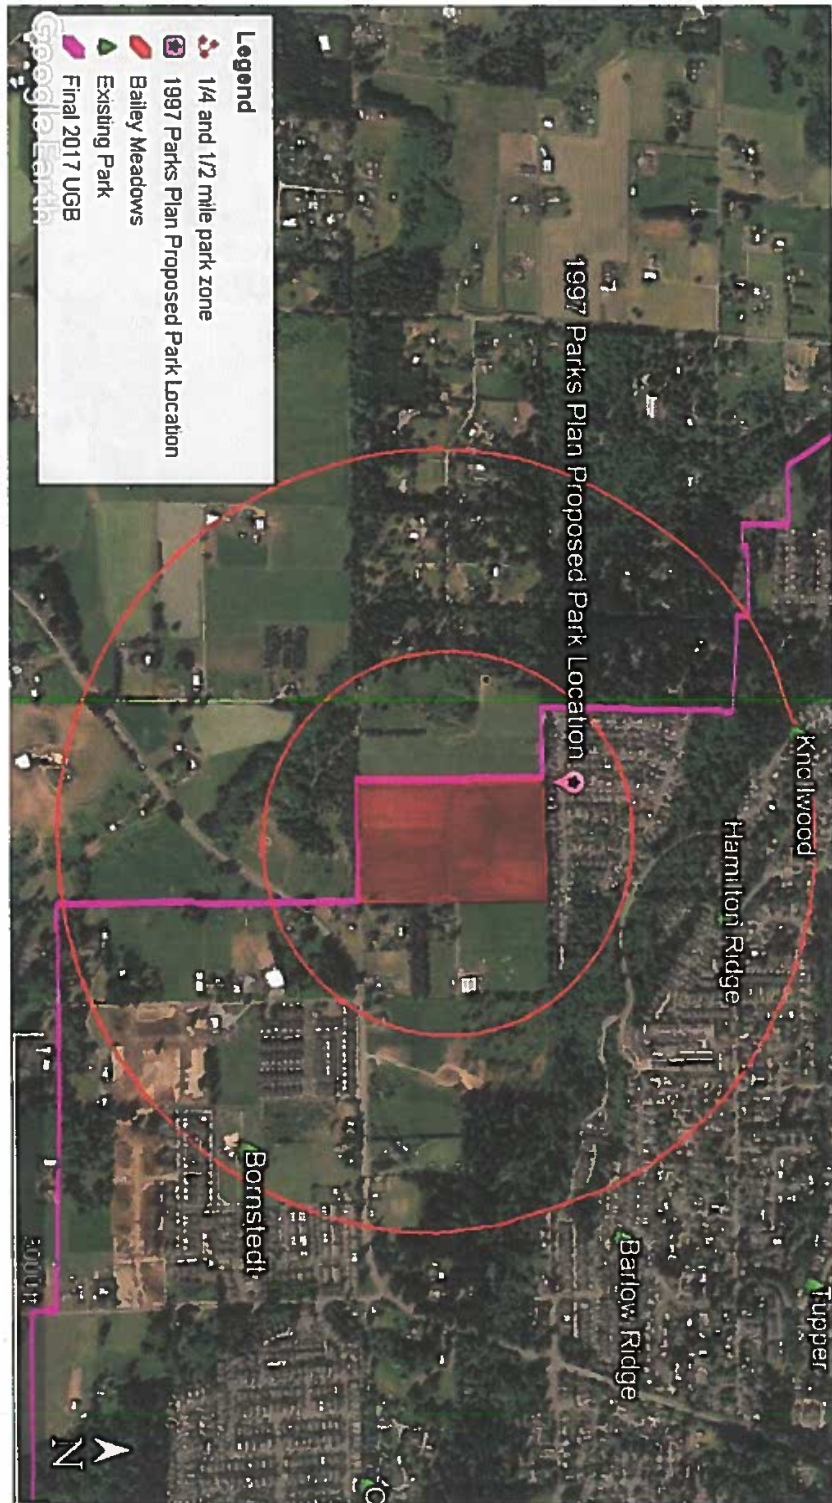 Legend
1/4 and 1/2 mile park zone
1997 Parks Plan Proposed Park Location
Bailey Meadows
Existing Park
Final 2017 UGB
Google Earth
1997 Parks Plan Proposed Park Location
Knollwood
Hamilton Ridge
Tupper
Barlow Ridge
Bornstedt
N